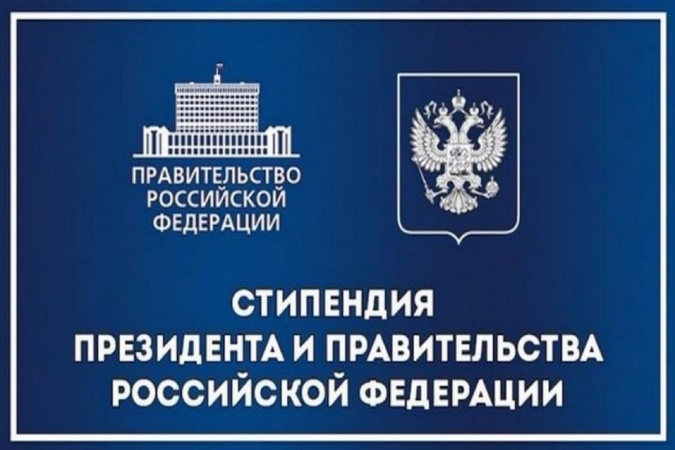 ПРАВИТЕЛЬСТВО
РОССИЙСКОЙ
ФЕДЕРАЦИИ
СТИПЕНДИЯ
ПРЕЗИДЕНТА И ПРАВИТЕЛЬСТВА
РОССИЙСКОЙ ФЕДЕРАЦИИ